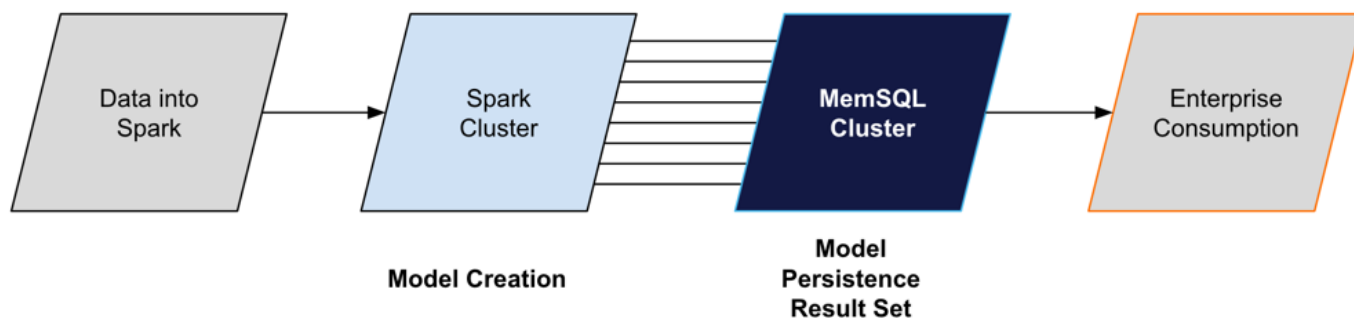 Data into
Spark
Spark
Cluster
MemSQL
Cluster
Enterprise
Consumption
Model Creation
Model
Persistence
Result Set